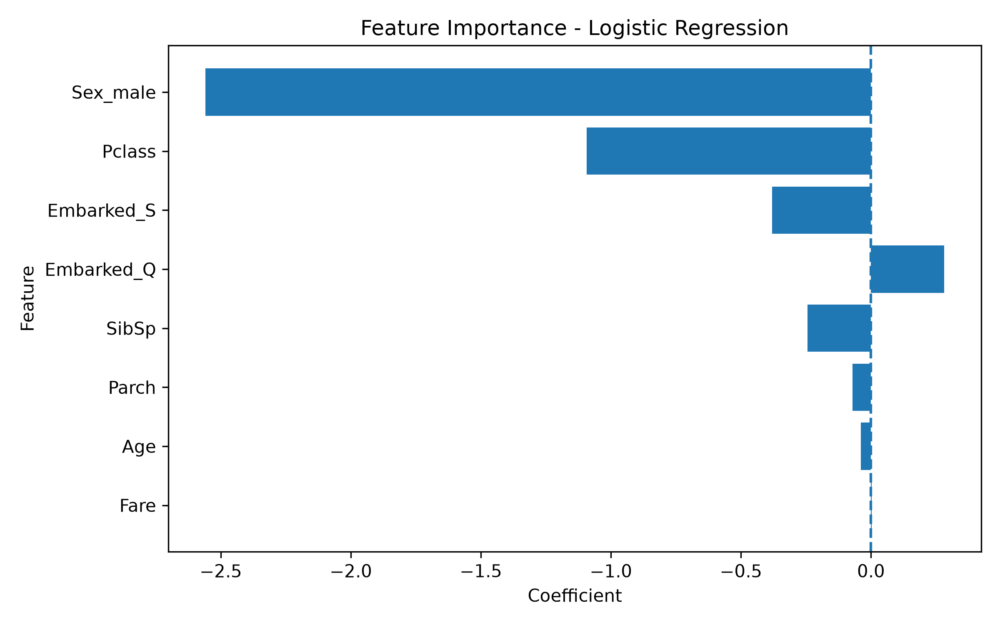 Feature Importance - Logistic Regression
Feature
Sex_male
Pclass
Embarked_S
Embarked_Q
SibSp
Parch
Age
Fare
−2.5 −2.0 −1.5 −1.0 −0.5 0.0
Coefficient